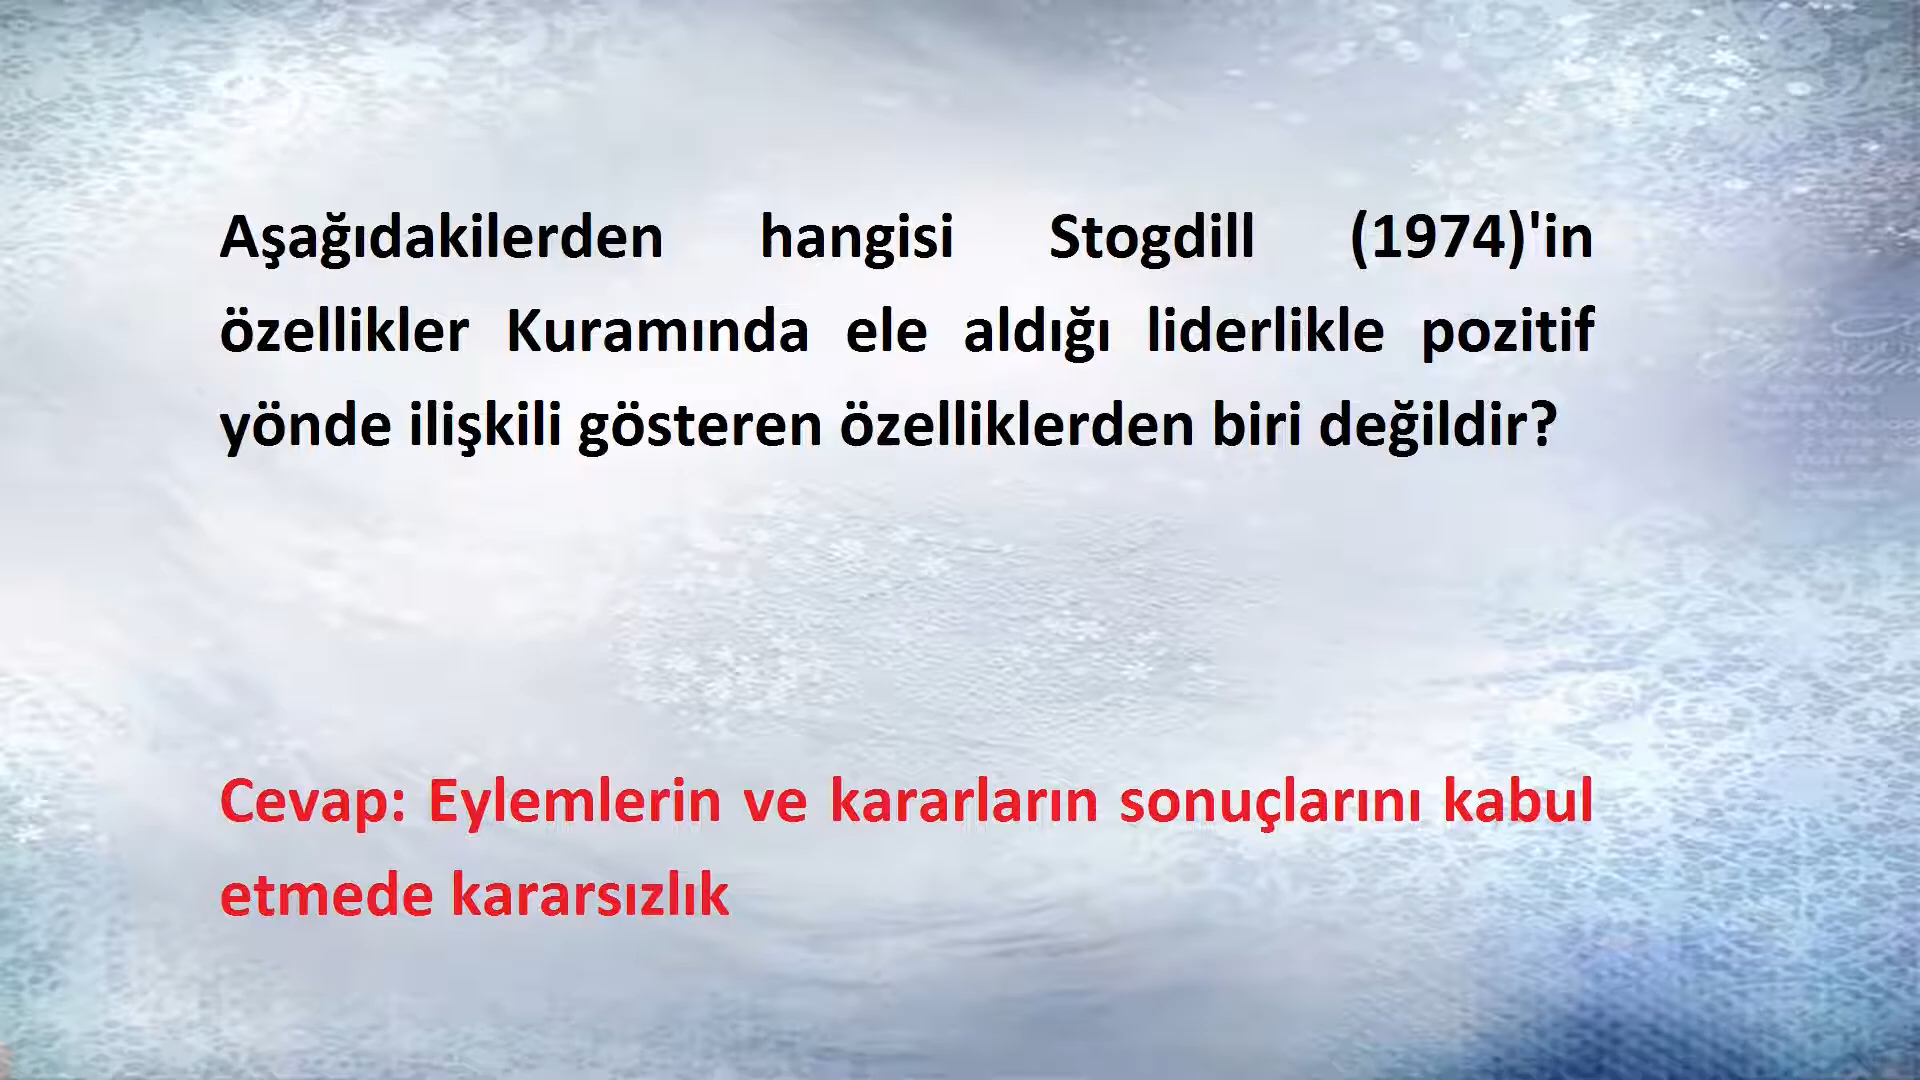 Aşağıdakilerden hangisi Stogdill (1974)'in
özellikler Kuramında ele aldığı liderlikle pozitif
yönde ilişkili gösteren özelliklerden biri değildir?
Cevap: Eylemlerin ve kararların sonuçlarını kabul
etmede kararsızlık